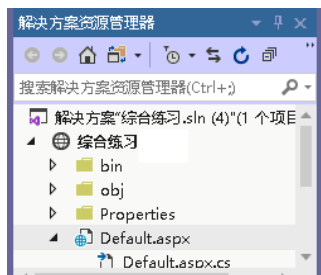 解决方案资源管理器
搜索解决方案资源管理器(Ctrl+;)
解决方案"综合练习.sln (4)"(1 个项目
综合练习
bin
obj
Properties
Default.aspx
Default.aspx.cs